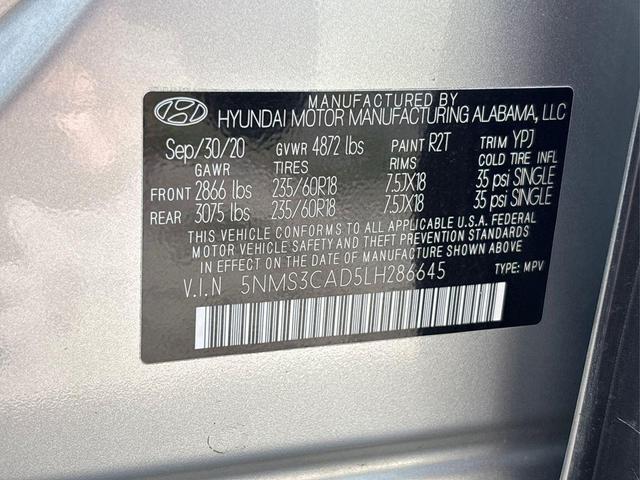 MANUFACTURED BY
HYUNDAI MOTOR MANUFACTURING ALABAMA, LLC
Sep/30/20 GVWR 4872 lbs PAINT R2T TRIM YPJ
GAWR TIRES RIMS COLD TIRE INFL
FRONT 2866 lbs 235/60R18 7.5JX18 35 psi SINGLE
REAR 3075 lbs 235/60R18 7.5JX18 35 psi SINGLE
THIS VEHICLE CONFORMS TO ALL APPLICABLE U.S.A. FEDERAL
MOTOR VEHICLE SAFETY AND THEFT PREVENTION STANDARDS
IN EFFECT ON THE DATE OF MANUFACTURE SHOWN ABOVE
V.I.N 5NMS3CAD5LH286645 TYPE: MPV